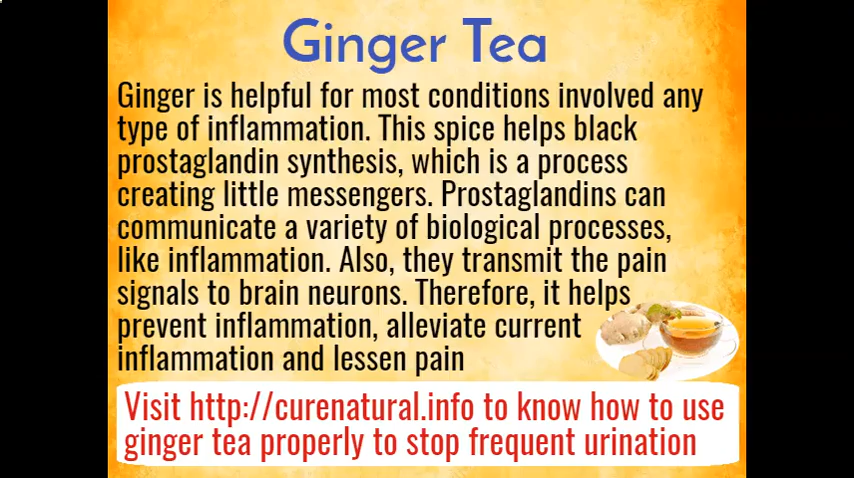 Ginger Tea
Ginger is helpful for most conditions involved any
type of inflammation. This spice helps black
prostaglandin synthesis, which is a process
creating little messengers. Prostaglandins can
communicate a variety of biological processes,
like inflammation. Also, they transmit the pain
signals to brain neurons. Therefore, it helps
prevent inflammation, alleviate current
inflammation and lessen pain
Visit http://curenatural.info to know how to use
ginger tea properly to stop frequent urination